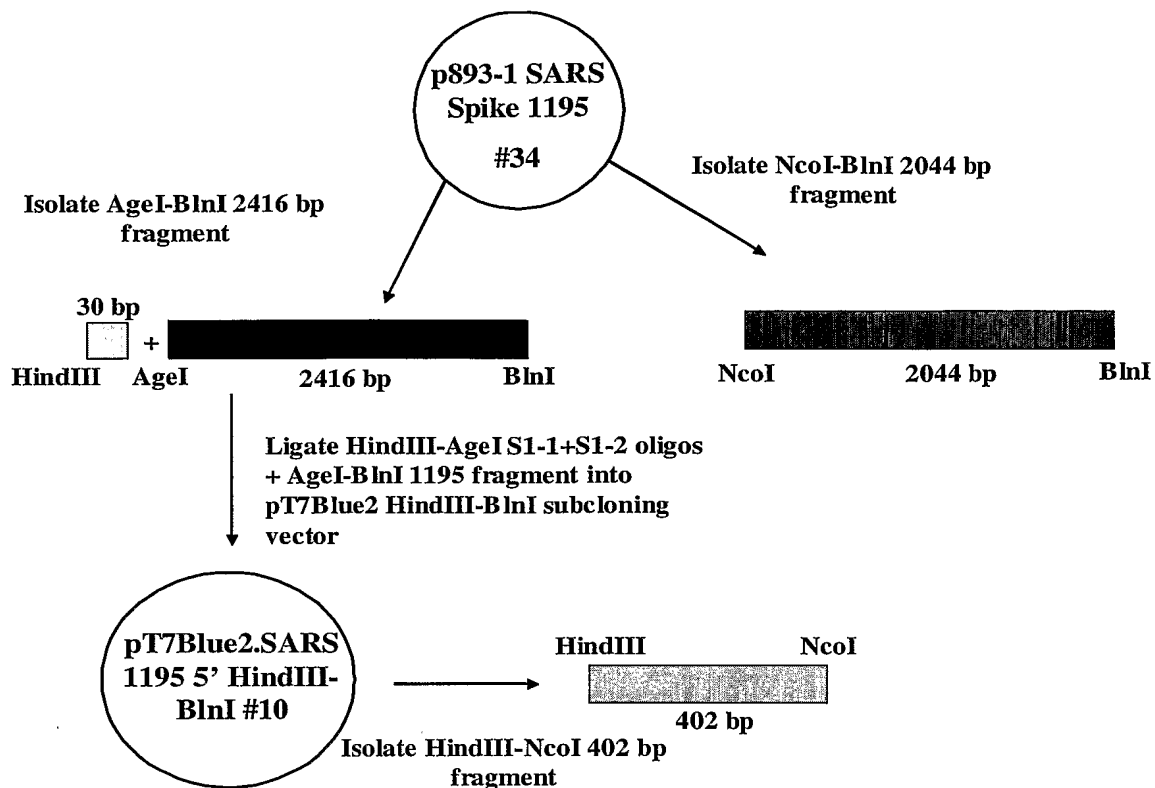 p893-1 SARS
Spike 1195
#34
Isolate AgeI-BlnI 2416 bp
fragment
Isolate NcoI-BlnI 2044 bp
fragment
30 bp
+
HindIII
AgeI
2416 bp
BlnI
NcoI
2044 bp
BlnI
Ligate HindIII-AgeI S1-1+S1-2 oligos
+ AgeI-BlnI 1195 fragment into
pT7Blue2 HindIII-BlnI subcloning
vector
pT7Blue2.SARS
1195 5’ HindIII-
BlnI #10
HindIII
NcoI
402 bp
Isolate HindIII-NcoI 402 bp
fragment